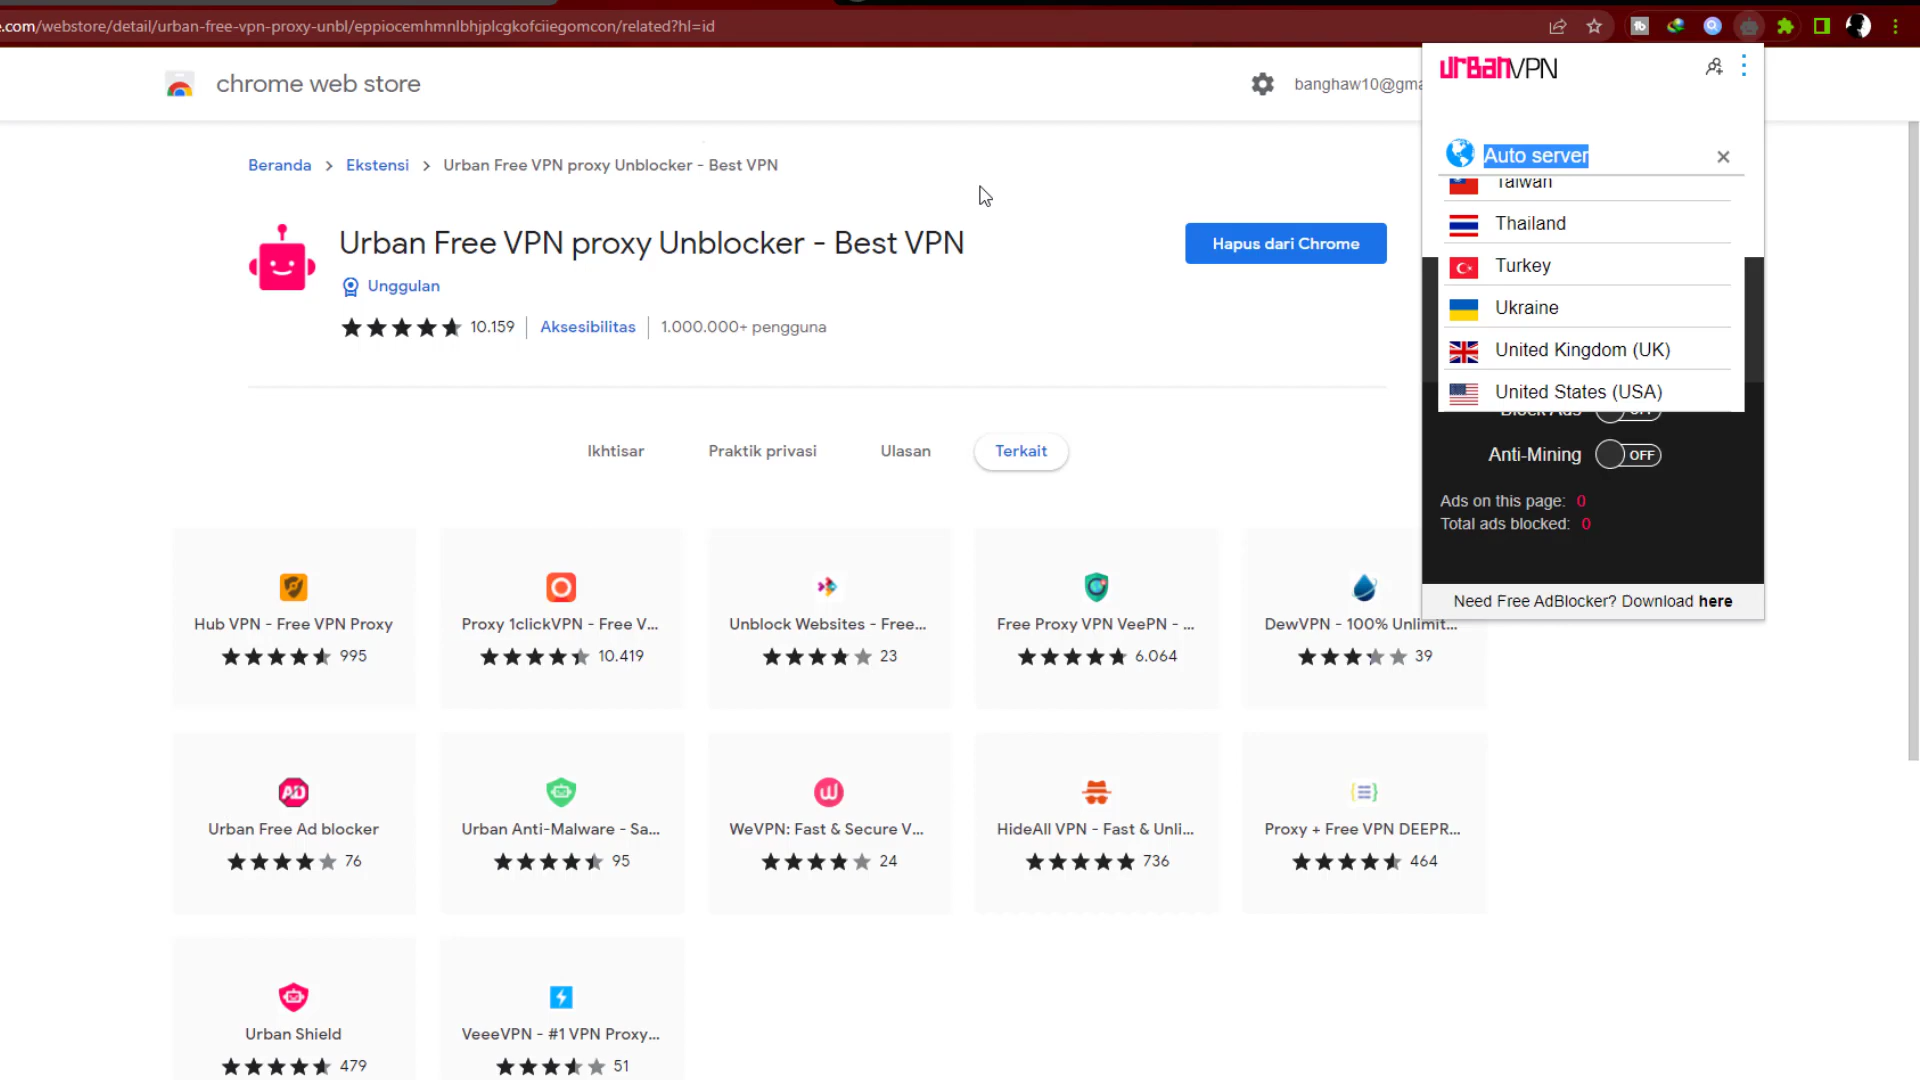 e.com/webstore/detail/urban-free-vpn-proxy-unbl/eppiocemhmnlbhjplcgkofciiegomcon/related?hl=id
chrome web store
banghaw10@gma
Beranda > Ekstensi > Urban Free VPN proxy Unblocker - Best VPN
Urban Free VPN proxy Unblocker - Best VPN
Hapus dari Chrome
Unggulan
10.159 | Aksesibilitas | 1.000.000+ pengguna
Ikhtisar
Praktik privasi
Ulasan
Terkait
Hub VPN - Free VPN Proxy
995
Proxy 1clickVPN - Free V...
10.419
Unblock Websites - Free...
23
Free Proxy VPN VeePN - ...
6.064
DewVPN - 100% Unlimit...
39
AD
Urban Free Ad blocker
76
Urban Anti-Malware - Sa...
95
WeVPN: Fast & Secure V...
24
HideAll VPN - Fast & Unli...
736
Proxy + Free VPN DEEPR...
464
Urban Shield
479
VeeeVPN - #1 VPN Proxy...
51
urBanVPN
Auto server
Taiwan
Thailand
Turkey
Ukraine
United Kingdom (UK)
United States (USA)
Block Ads OFF
Anti-Mining OFF
Ads on this page: 0
Total ads blocked: 0
Need Free AdBlocker? Download here